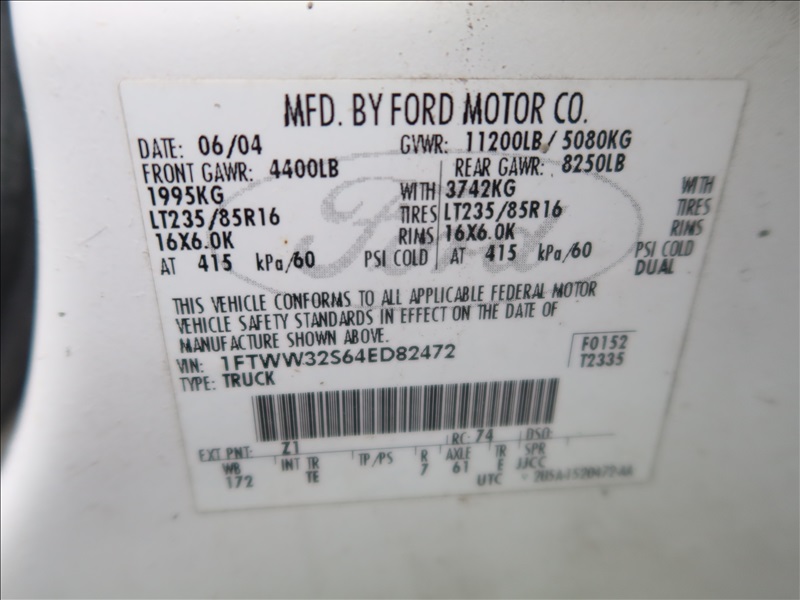 MFD. BY FORD MOTOR CO.
DATE: 06/04 GVWR: 11200LB / 5080KG
FRONT GAWR: 4400LB REAR GAWR: 8250LB
1995KG WITH 3742KG WITH
LT235/85R16 TIRES LT235/85R16 TIRES
16X6.0K RIMS 16X6.0K RIMS
AT 415 kPa/60 PSI COLD AT 415 kPa/60 PSI COLD
DUAL
Ford
THIS VEHICLE CONFORMS TO ALL APPLICABLE FEDERAL MOTOR
VEHICLE SAFETY STANDARDS IN EFFECT ON THE DATE OF
MANUFACTURE SHOWN ABOVE.
VIN: 1FTWW32S64ED82472 F0152
TYPE: TRUCK T2335
EXT PNT: Z1 RC: 74 DSO:
WB INT TR TP/PS R AXLE TR SPR
172 TE 7 61 E JJCC
UTC